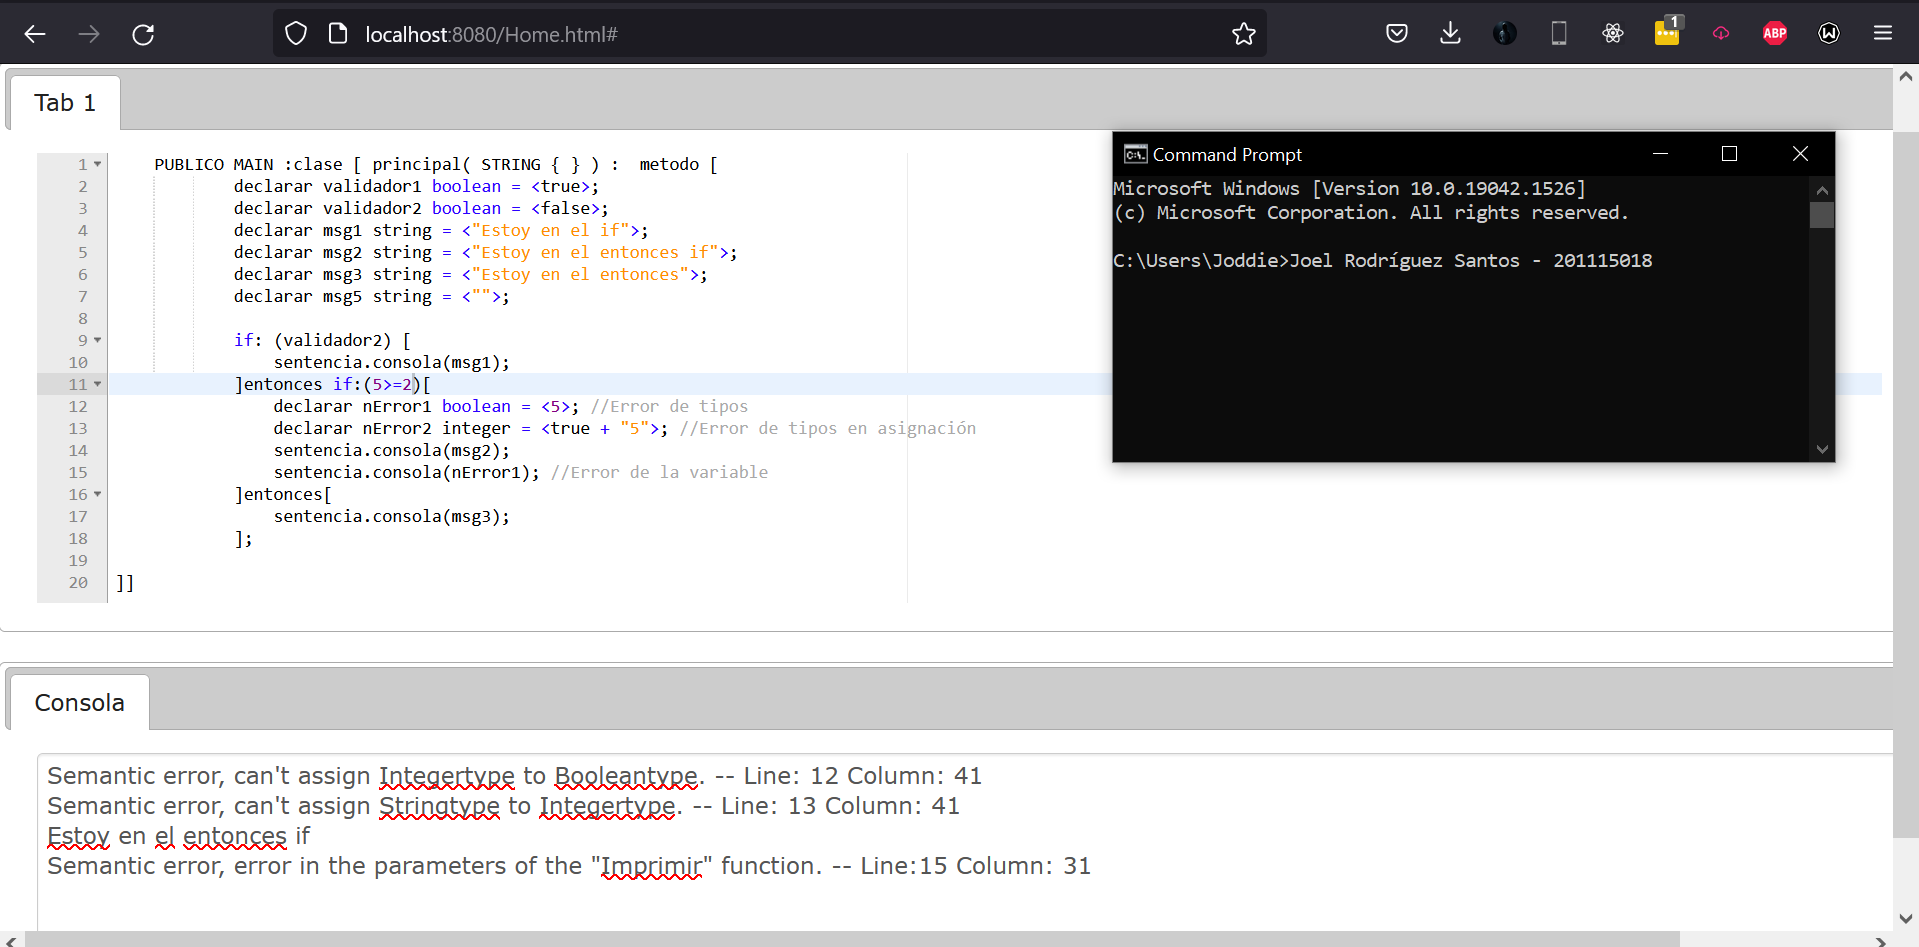 localhost:8080/Home.html#
1
ABP
Tab 1
1 PUBLICO MAIN :clase [ principal( STRING { } ) :  metodo [
2 declarar validador1 boolean = <true>;
3 declarar validador2 boolean = <false>;
4 declarar msg1 string = <"Estoy en el if">;
5 declarar msg2 string = <"Estoy en el entonces if">;
6 declarar msg3 string = <"Estoy en el entonces">;
7 declarar msg5 string = <"">;
8
9 if: (validador2) [
10 sentencia.consola(msg1);
11 ]entonces if:(5>=2)[
12 declarar nError1 boolean = <5>; //Error de tipos
13 declarar nError2 integer = <true + "5">; //Error de tipos en asignación
14 sentencia.consola(msg2);
15 sentencia.consola(nError1); //Error de la variable
16 ]entonces[
17 sentencia.consola(msg3);
18 ];
19
20 ]]
Command Prompt
Microsoft Windows [Version 10.0.19042.1526]
(c) Microsoft Corporation. All rights reserved.
C:\Users\Joddie>Joel Rodríguez Santos - 201115018
Consola
Semantic error, can't assign Integertype to Booleantype. -- Line: 12 Column: 41
Semantic error, can't assign Stringtype to Integertype. -- Line: 13 Column: 41
Estoy en el entonces if
Semantic error, error in the parameters of the "Imprimir" function. -- Line:15 Column: 31